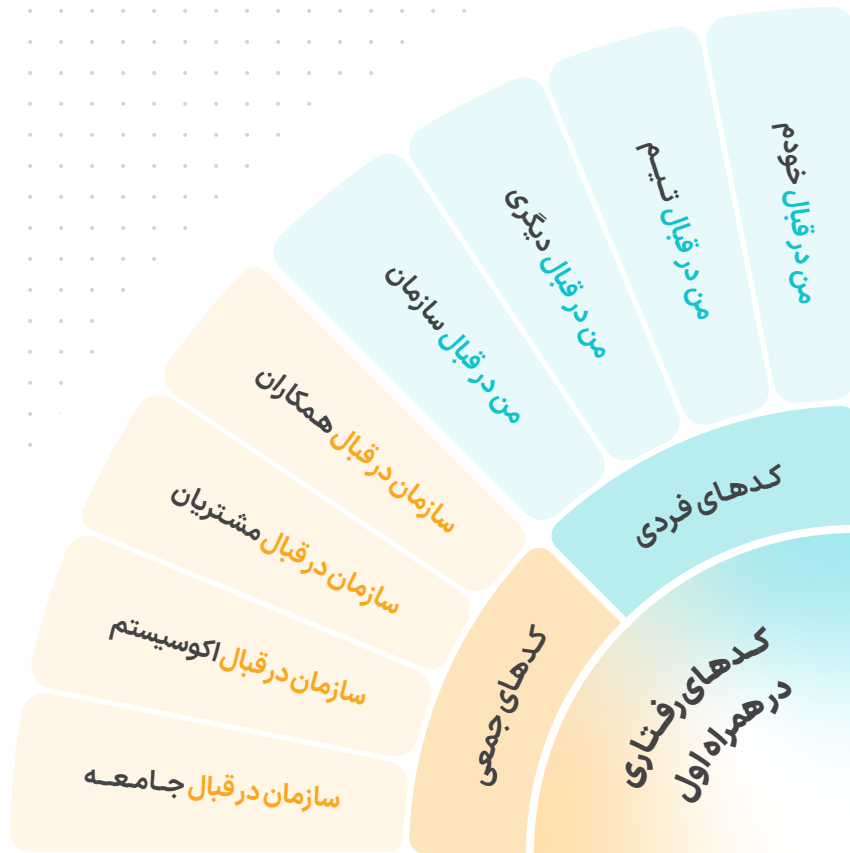 کدهای رفتاری
در همراه اول
کدهای فردی
من در قبال خودم
من در قبال تیم
من در قبال دیگری
من در قبال سازمان
کدهای جمعی
سازمان در قبال همکاران
سازمان در قبال مشتریان
سازمان در قبال اکوسیستم
سازمان در قبال جامعه